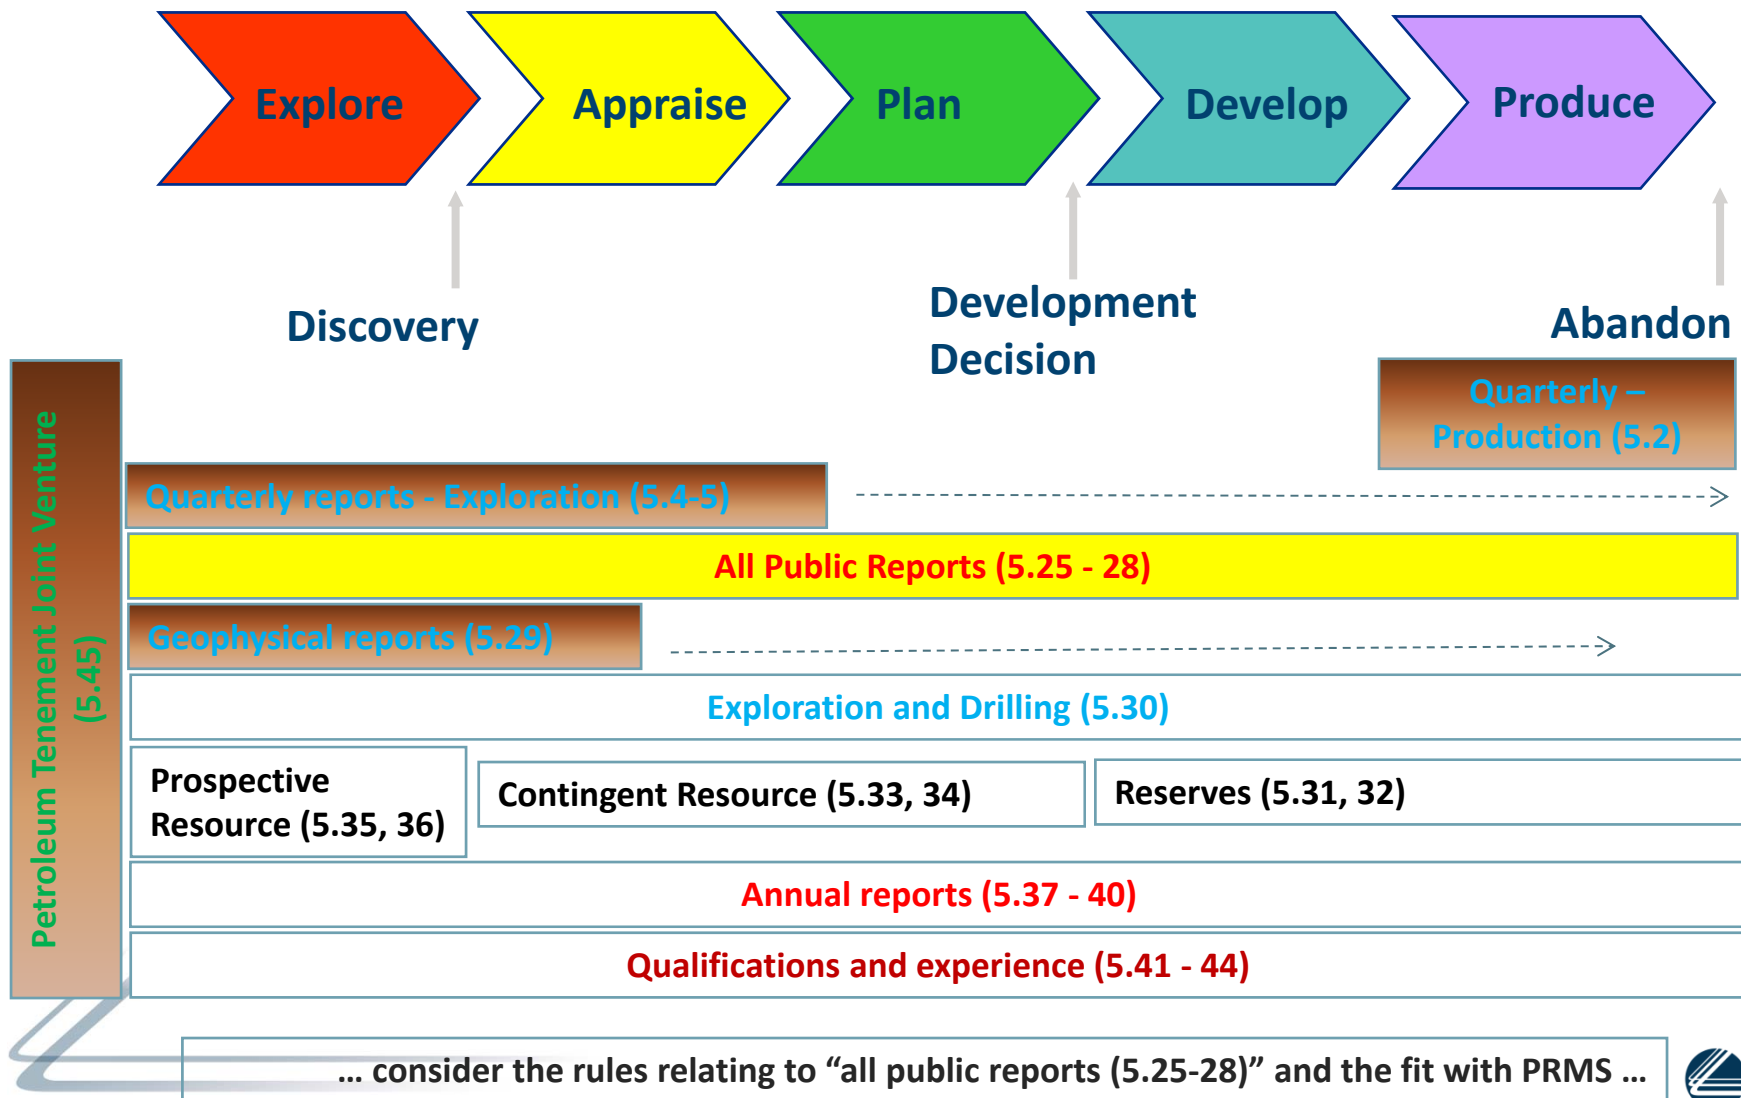 Explore
Appraise
Plan
Develop
Produce
Discovery
Development
Decision
Abandon
Petroleum Tenement Joint Venture
(5.45)
Quarterly –
Production (5.2)
Quarterly reports - Exploration (5.4-5)
All Public Reports (5.25 - 28)
Geophysical reports (5.29)
Exploration and Drilling (5.30)
Prospective
Resource (5.35, 36)
Contingent Resource (5.33, 34)
Reserves (5.31, 32)
Annual reports (5.37 - 40)
Qualifications and experience (5.41 - 44)
… consider the rules relating to “all public reports (5.25-28)” and the fit with PRMS …